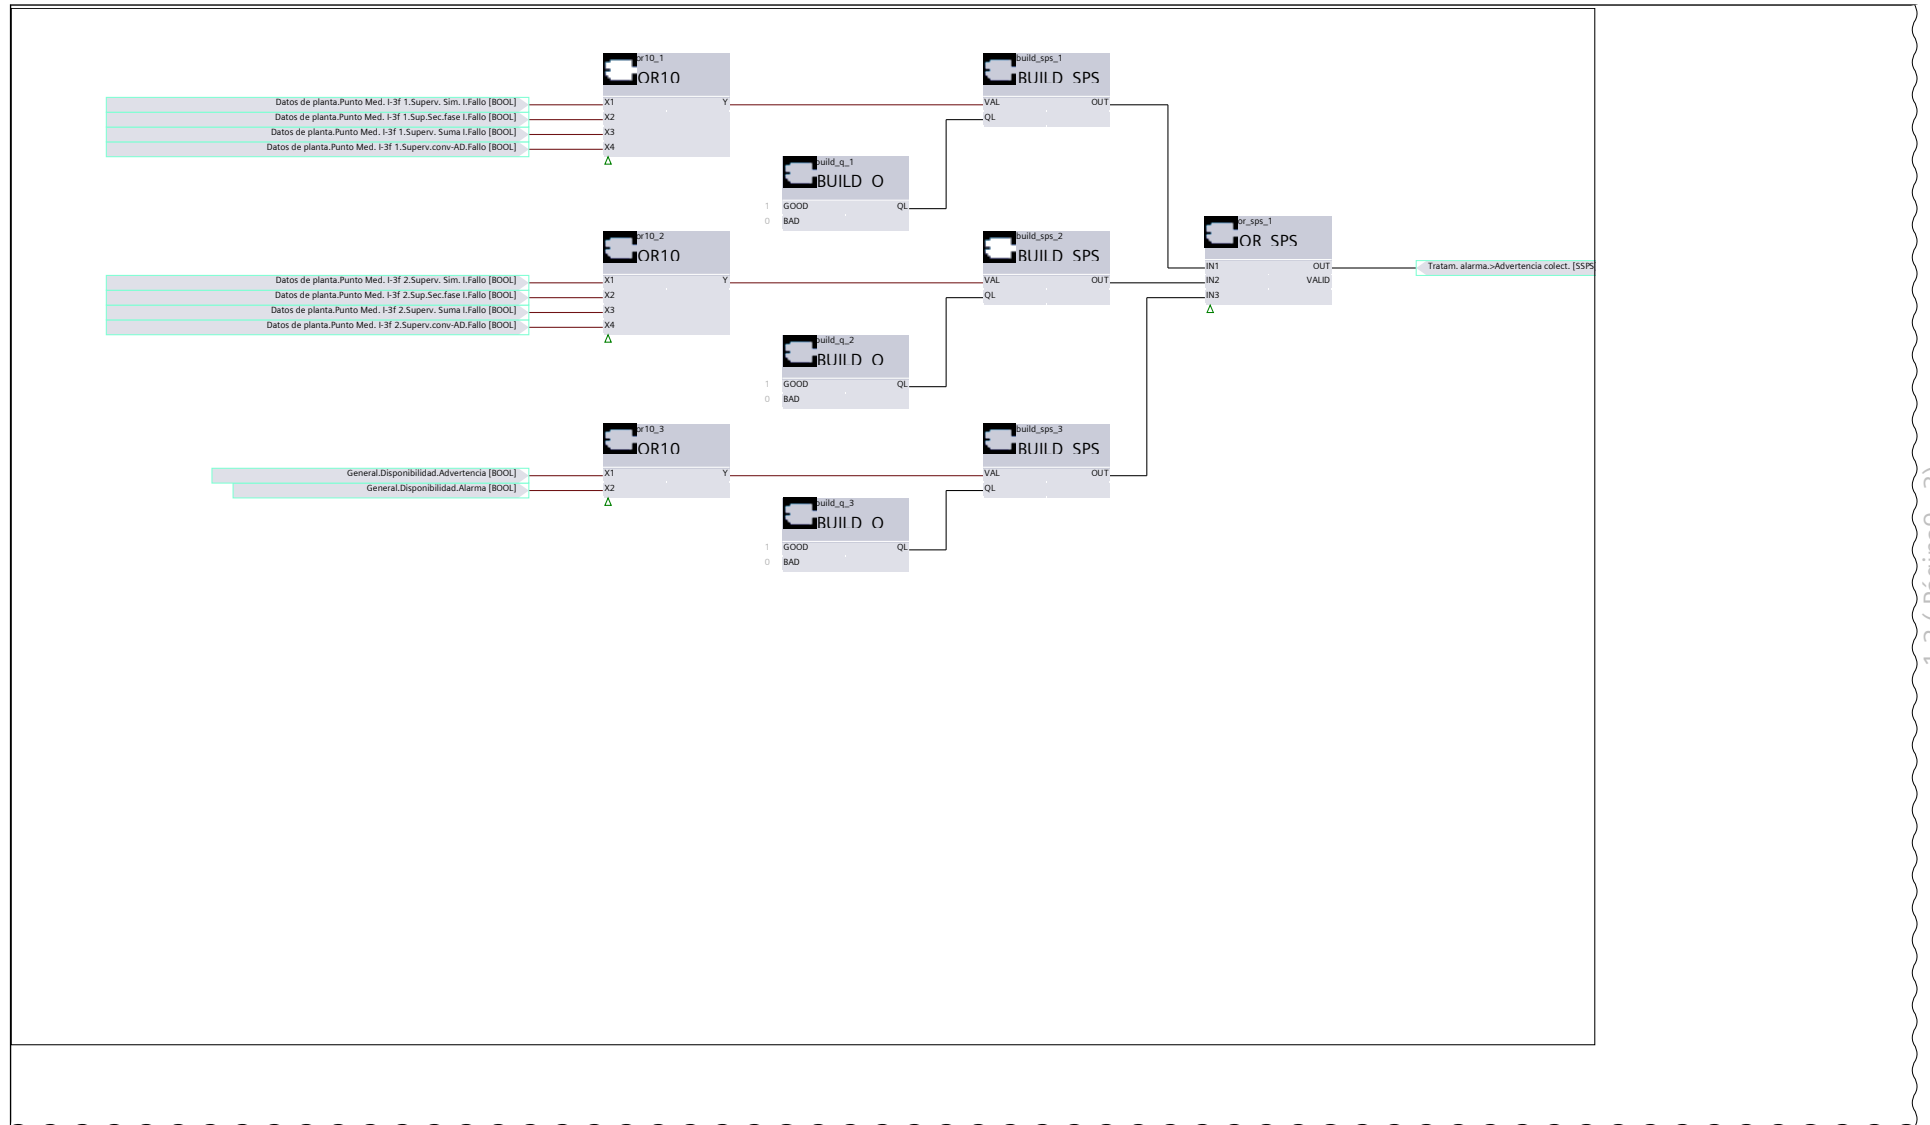 or10_1
OR10
build_sps_1
BUILD_SPS
Datos de planta.Punto Med. I-3f 1.Superv. Sim. I.Fallo [BOOL]
X1
Y
VAL
OUT
Datos de planta.Punto Med. I-3f 1.Sup.Sec.fase I.Fallo [BOOL]
X2
QL
Datos de planta.Punto Med. I-3f 1.Superv. Suma I.Fallo [BOOL]
X3
Datos de planta.Punto Med. I-3f 1.Superv.conv-AD.Fallo [BOOL]
X4
build_q_1
BUILD_Q
1 GOOD
QL
0 BAD
or10_2
OR10
build_sps_2
BUILD_SPS
or_sps_1
OR_SPS
IN1
OUT
Tratam. alarma.>Advertencia colect. [SSPS
Datos de planta.Punto Med. I-3f 2.Superv. Sim. I.Fallo [BOOL]
X1
Y
VAL
OUT
IN2
VALID
Datos de planta.Punto Med. I-3f 2.Sup.Sec.fase I.Fallo [BOOL]
X2
QL
IN3
Datos de planta.Punto Med. I-3f 2.Superv. Suma I.Fallo [BOOL]
X3
Datos de planta.Punto Med. I-3f 2.Superv.conv-AD.Fallo [BOOL]
X4
build_q_2
BUILD_Q
1 GOOD
QL
0 BAD
or10_3
OR10
build_sps_3
BUILD_SPS
General.Disponibilidad.Advertencia [BOOL]
X1
Y
VAL
OUT
General.Disponibilidad.Alarma [BOOL]
X2
QL
build_q_3
BUILD_Q
1 GOOD
QL
0 BAD